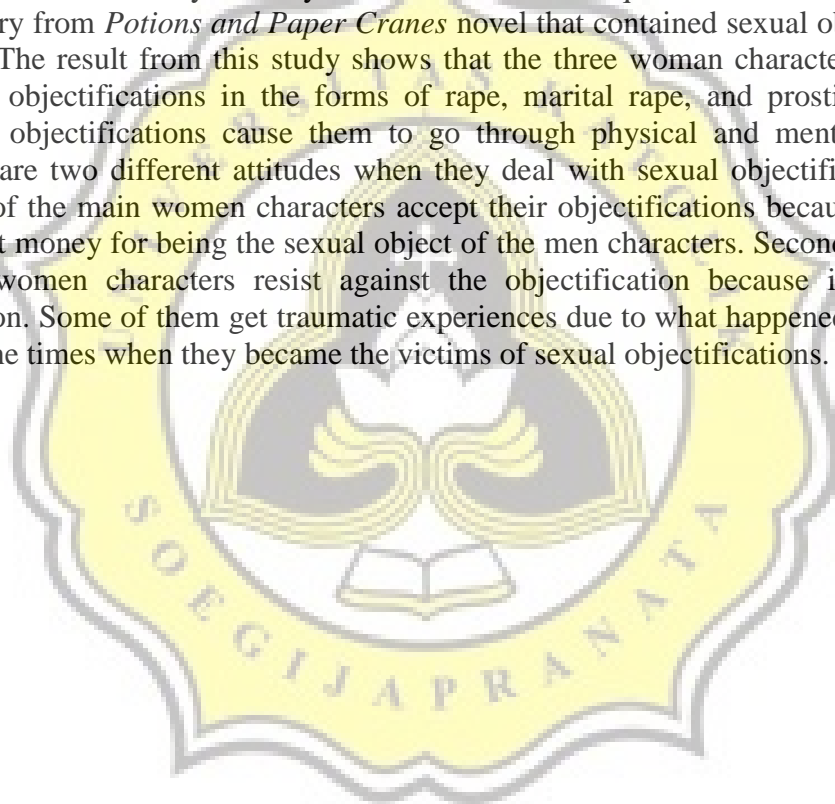 ry from Potions and Paper Cranes novel that contained sexual ob
The result from this study shows that the three woman characte
objectifications in the forms of rape, marital rape, and prosti
objectifications cause them to go through physical and ment
are two different attitudes when they deal with sexual objectifi
of the main women characters accept their objectifications becau
t money for being the sexual object of the men characters. Second
women characters resist against the objectification because i
on. Some of them get traumatic experiences due to what happened
ne times when they became the victims of sexual objectifications.
UNIVERSITAS KATOLIK
SOEGIJAPRANATA